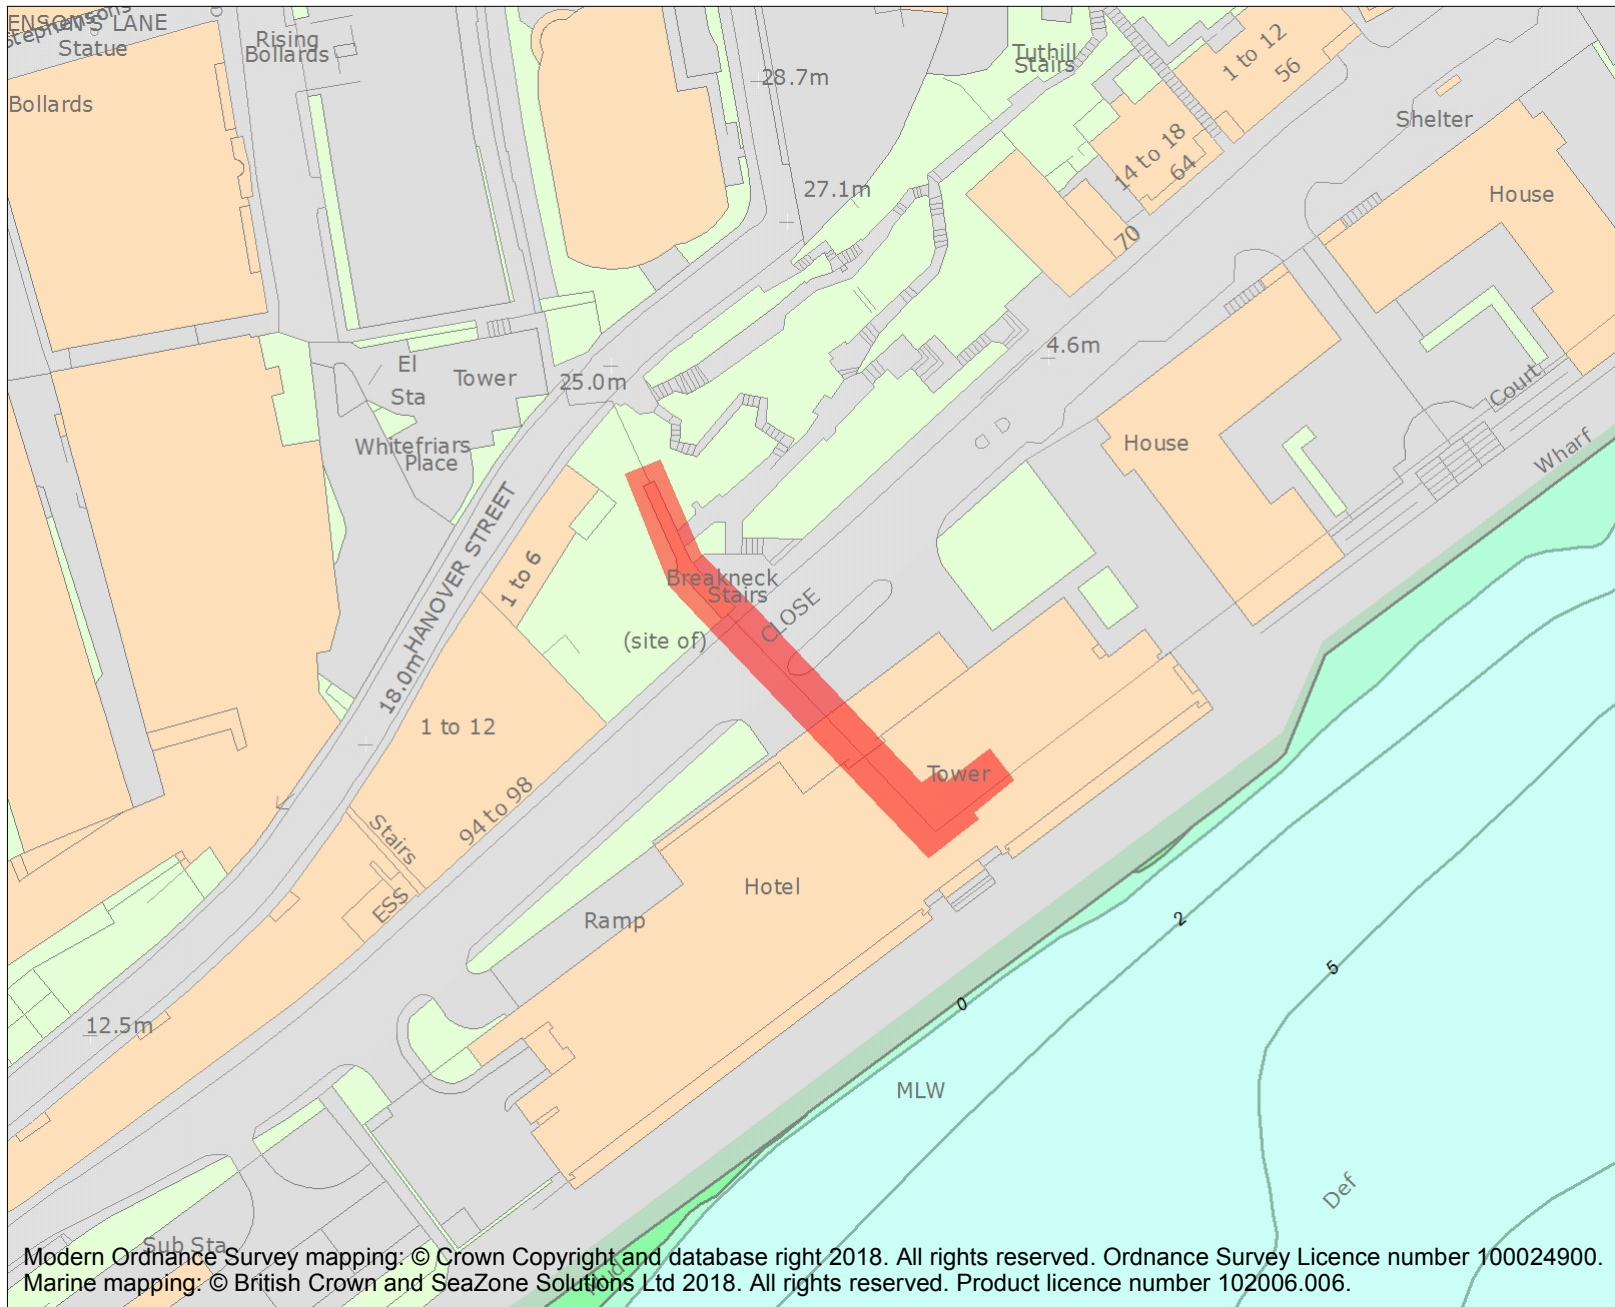 ENSON'S LANE
Stephensons
Statue
Rising
Bollards
Tuthill
Stairs
1 to 12
56
28.7m
Bollards
Shelter
14 to 18
64
27.1m
House
70
4.6m
El
Sta
Tower
25.0m
Court
Whitefriars
Place
House
Wharf
HANOVER STREET
1 to 6
Breakneck
Stairs
CLOSE
(site of)
18.0m
1 to 12
Tower
94 to 98
Stairs
Hotel
ESS
Ramp
2
5
0
12.5m
MLW
Def
Sub Sta
Mud
Modern Ordnance Survey mapping: © Crown Copyright and database right 2018. All rights reserved. Ordnance Survey Licence number 100024900.
Marine mapping: © British Crown and SeaZone Solutions Ltd 2018. All rights reserved. Product licence number 102006.006.